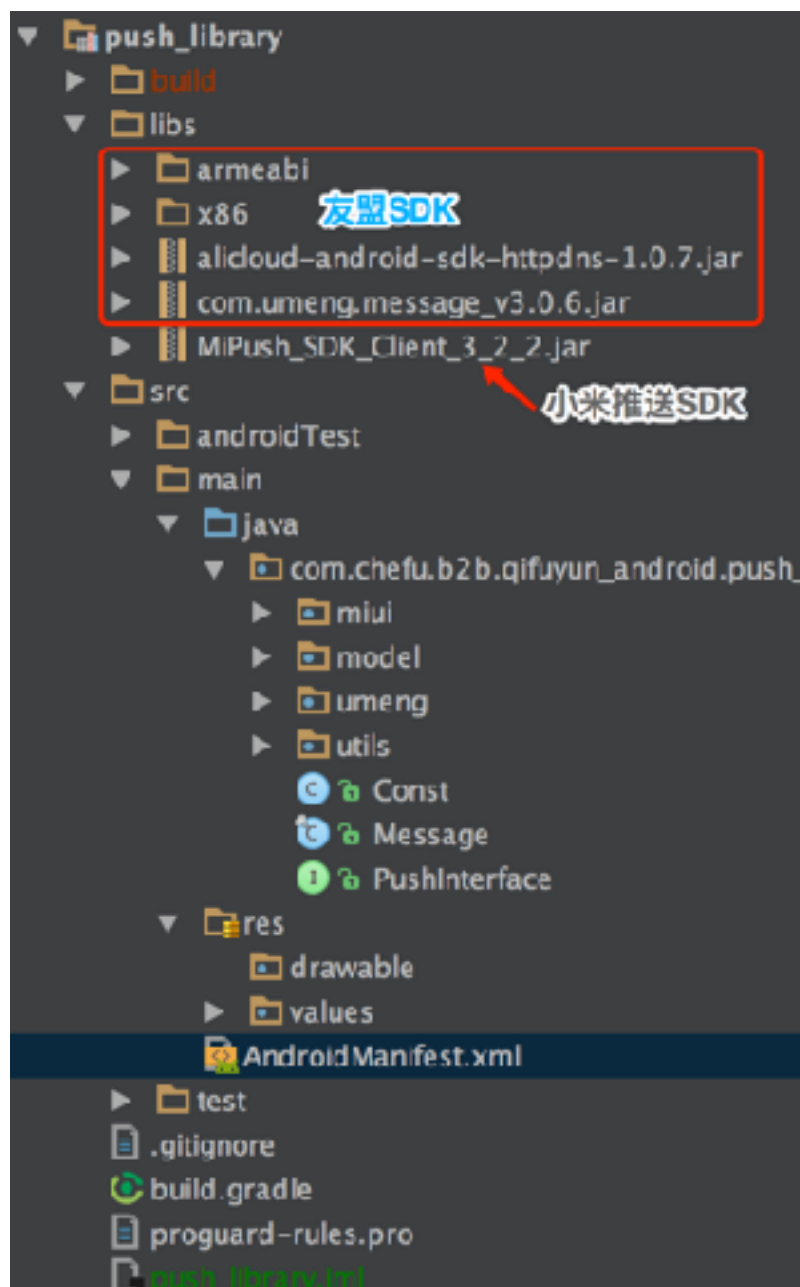 push_library
build
libs
armeabi
x86 友盟SDK
alicloud-android-sdk-httpdns-1.0.7.jar
com.umeng.message_v3.0.6.jar
MiPush_SDK_Client_3_2_2.jar
小米推送SDK
src
androidTest
main
java
com.chefu.b2b.qifuyun_android.push_
miui
model
umeng
utils
Const
Message
PushInterface
res
drawable
values
AndroidManifest.xml
test
.gitignore
build.gradle
proguard-rules.pro
push_library.iml